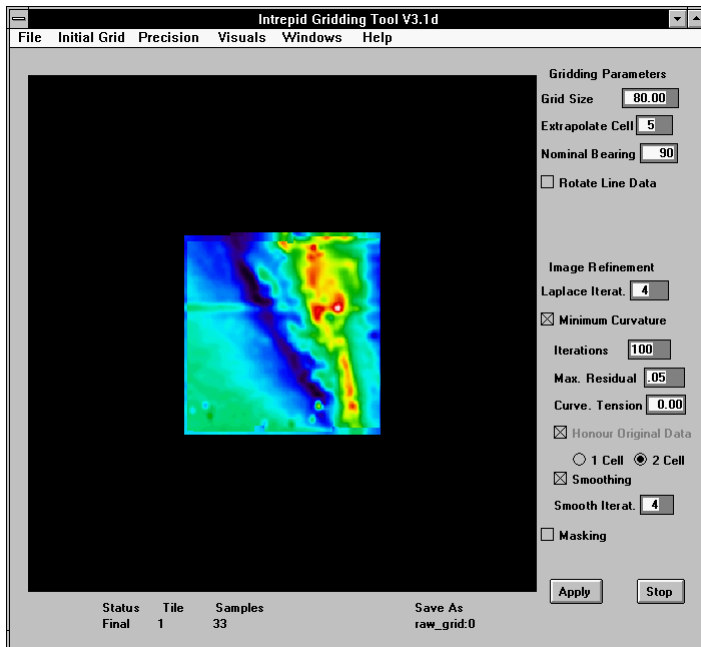 Intrepid Gridding Tool V3.1d
File Initial Grid Precision Visuals Windows Help
Gridding Parameters
Grid Size 80.00
Extrapolate Cell 5
Nominal Bearing 90
Rotate Line Data
Image Refinement
Laplace Iterat. 4
Minimum Curvature
Iterations 100
Max. Residual .05
Curve. Tension 0.00
Honour Original Data
1 Cell 2 Cell
Smoothing
Smooth Iterat. 4
Masking
Apply Stop
Status Tile Samples Save As
Final 1 33 raw_grid:0